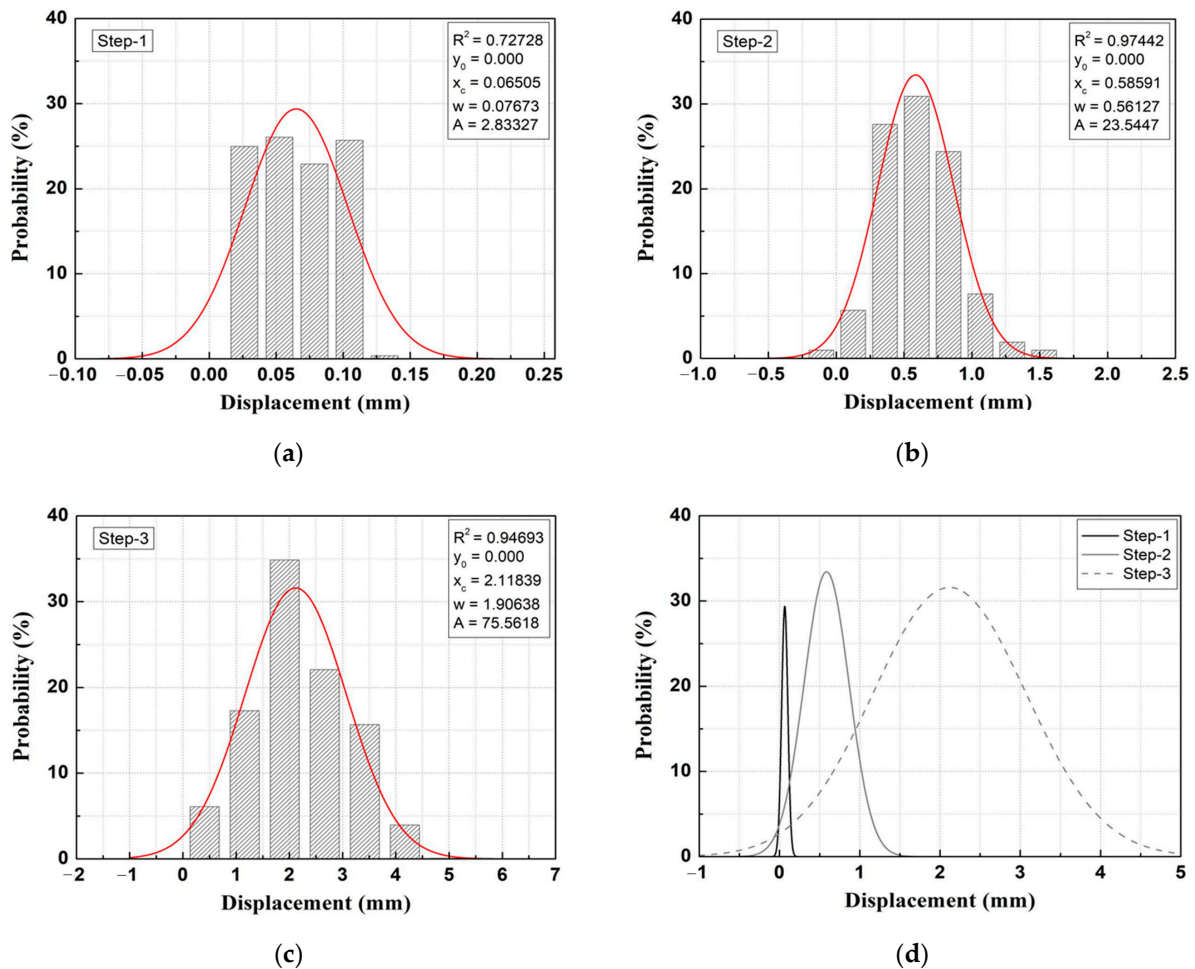 40
30
20
10
0
Probability (%)
Step-1
R² = 0.72728
y₀ = 0.000
x꜀ = 0.06505
w = 0.07673
A = 2.83327
−0.10 −0.05 0.00 0.05 0.10 0.15 0.20 0.25
Displacement (mm)
(a)
40
30
20
10
0
Probability (%)
Step-2
R² = 0.97442
y₀ = 0.000
x꜀ = 0.58591
w = 0.56127
A = 23.5447
−1.0 −0.5 0.0 0.5 1.0 1.5 2.0 2.5
Displacement (mm)
(b)
40
30
20
10
0
Probability (%)
Step-3
R² = 0.94693
y₀ = 0.000
x꜀ = 2.11839
w = 1.90638
A = 75.5618
−2 −1 0 1 2 3 4 5 6 7
Displacement (mm)
(c)
40
30
20
10
0
Probability (%)
Step-1
Step-2
Step-3
−1 0 1 2 3 4 5
Displacement (mm)
(d)